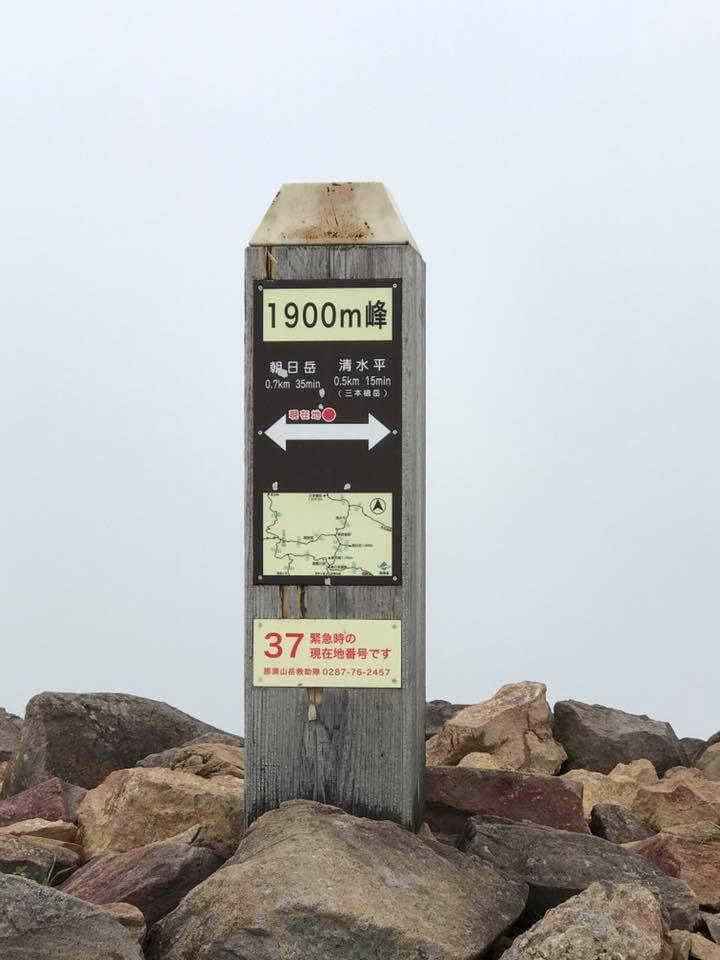 1900m峰
朝日岳 清水平
0.7km 35min 0.5km 15min
(三本槍岳)
現在地
37 緊急時の
現在地番号です
那須山岳救助隊 0287-76-2457